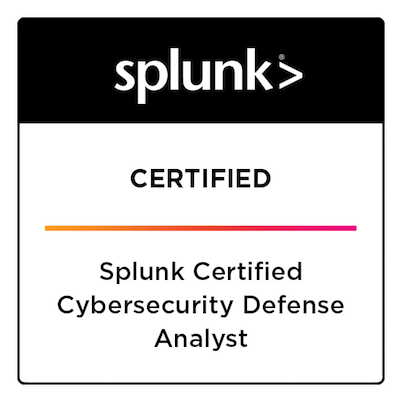 splunk>
CERTIFIED
Splunk Certified
Cybersecurity Defense
Analyst